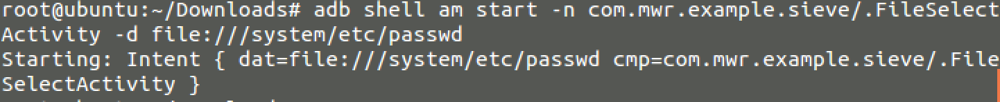 root@ubuntu:~/Downloads# adb shell am start -n com.mwr.example.sieve/.FileSelect
Activity -d file:///system/etc/passwd
Starting: Intent { dat=file:///system/etc/passwd cmp=com.mwr.example.sieve/.File
SelectActivity }